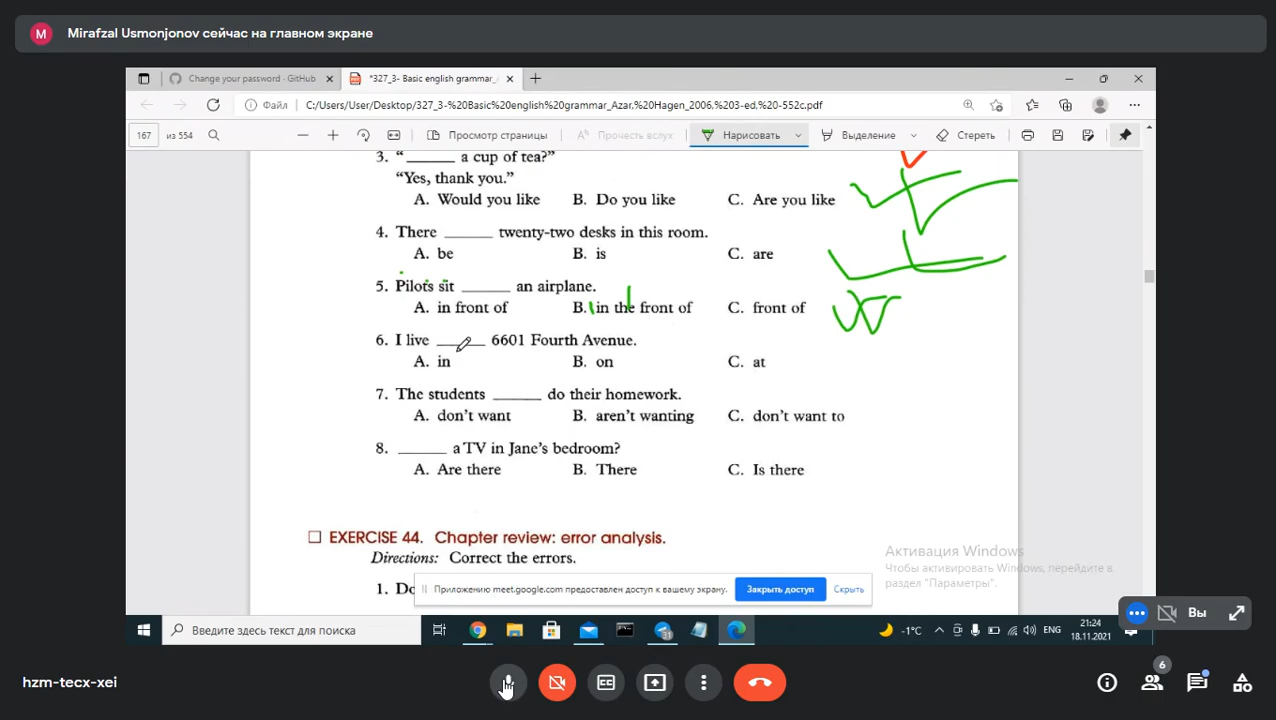 M Mirafzal Usmonjonov сейчас на главном экране
Change your password · GitHub
*327_3- Basic english grammar_
Файл C:/Users/User/Desktop/327_3-%20Basic%20english%20grammar_Azar,%20Hagen_2006.%203-ed,%20-552c.pdf
167 из 554
Просмотр страницы
Прочесть вслух
Нарисовать
Выделение
Стереть
3. “ ______ a cup of tea?”
“Yes, thank you.”
A. Would you like B. Do you like C. Are you like
4. There ______ twenty-two desks in this room.
A. be B. is C. are
5. Pilots sit ______ an airplane.
A. in front of B. in the front of C. front of
6. I live ______ 6601 Fourth Avenue.
A. in B. on C. at
7. The students ______ do their homework.
A. don’t want B. aren’t wanting C. don’t want to
8. ______ a TV in Jane’s bedroom?
A. Are there B. There C. Is there
EXERCISE 44. Chapter review: error analysis.
Directions: Correct the errors.
1. Do
Активация Windows
Чтобы активировать Windows, перейдите в
раздел "Параметры".
Приложению meet.google.com предоставлен доступ к вашему экрану.
Закрыть доступ
Скрыть
Вы
Введите здесь текст для поиска
31
-1°C
ENG
21:24
18.11.2021
hzm-tecx-xei
6